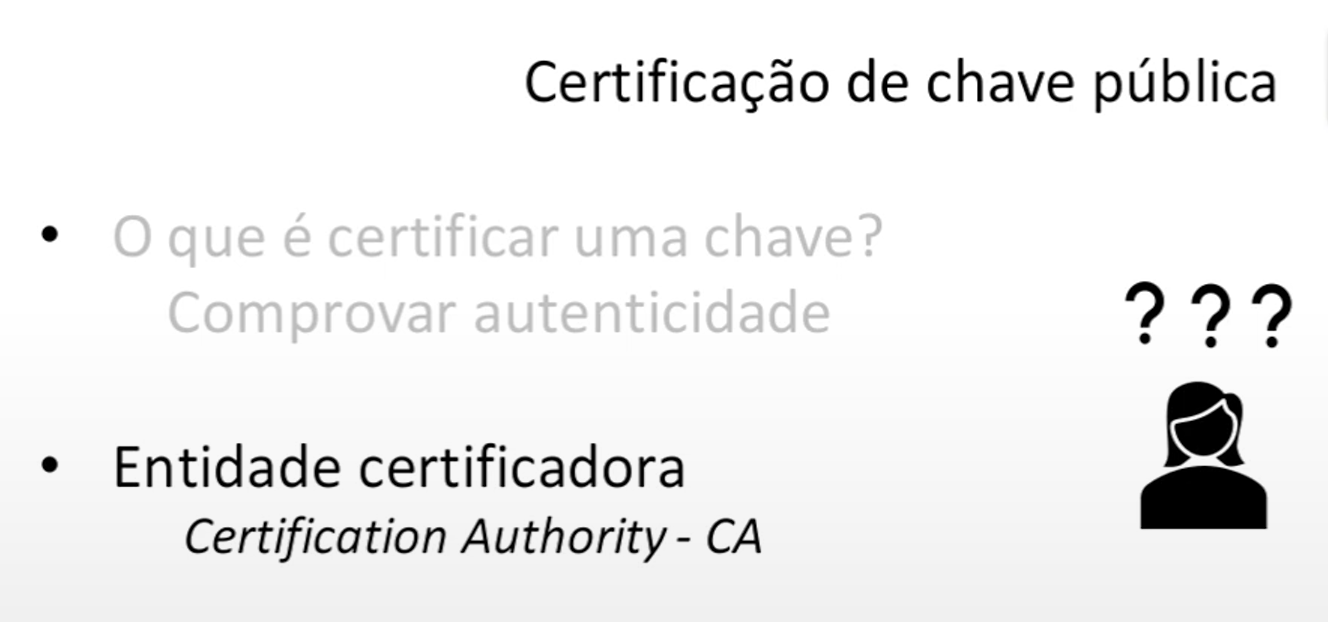 Certificação de chave pública
• O que é certificar uma chave?
Comprovar autenticidade
? ? ?
• Entidade certificadora
Certification Authority - CA